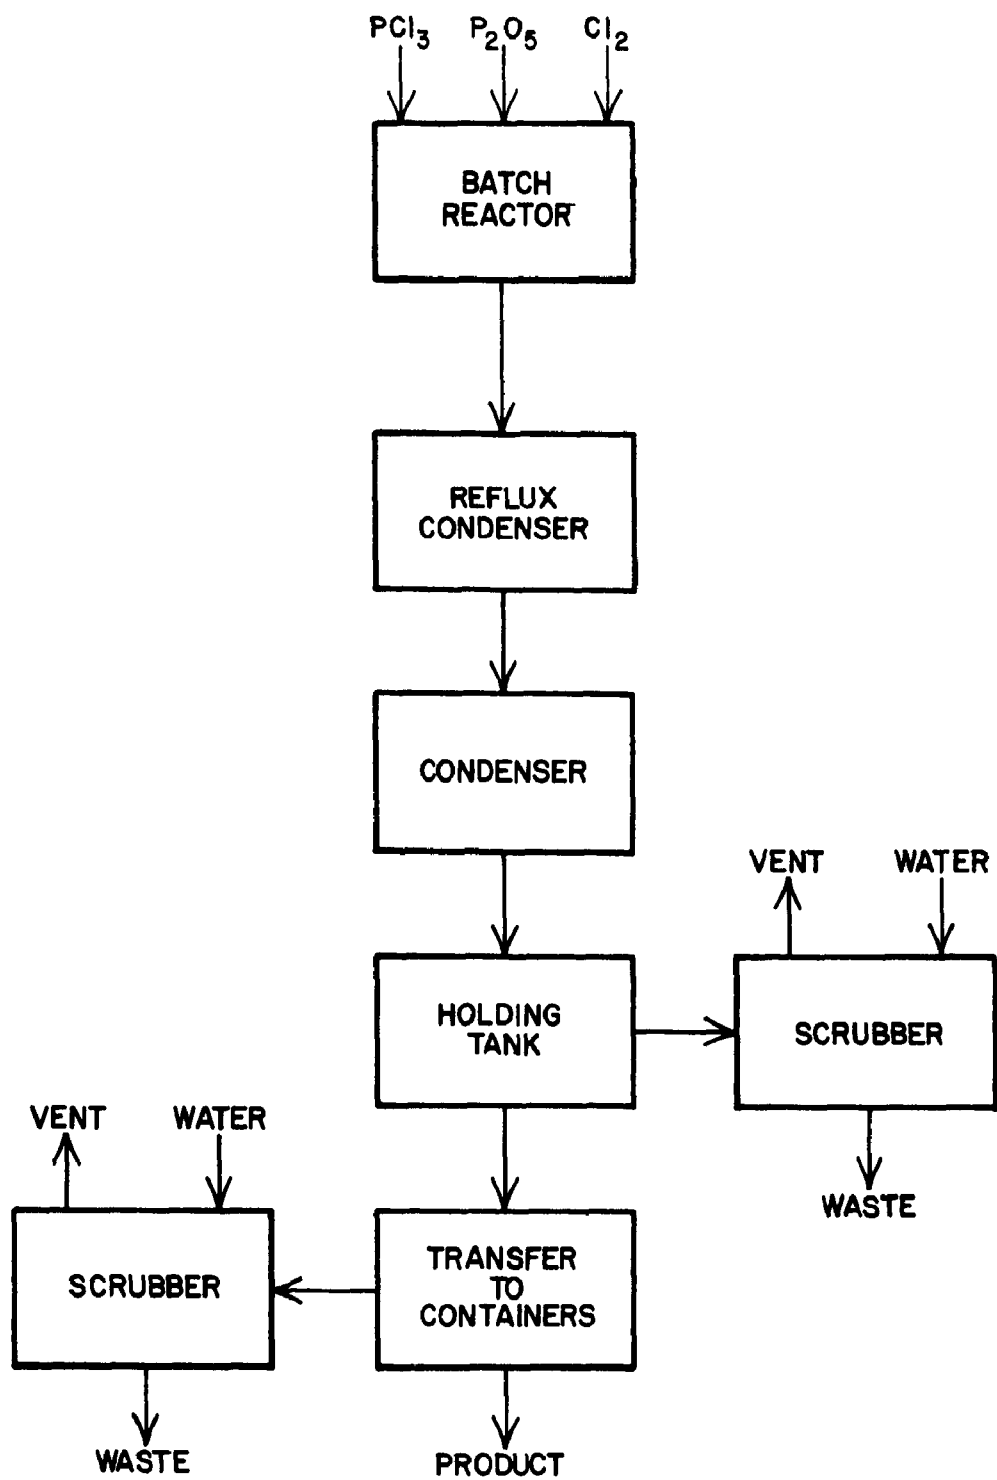 PCl₃ P₂O₅ Cl₂
BATCH
REACTOR
REFLUX
CONDENSER
CONDENSER
VENT WATER
HOLDING
TANK
SCRUBBER
VENT WATER
WASTE
SCRUBBER
TRANSFER
TO
CONTAINERS
WASTE
PRODUCT